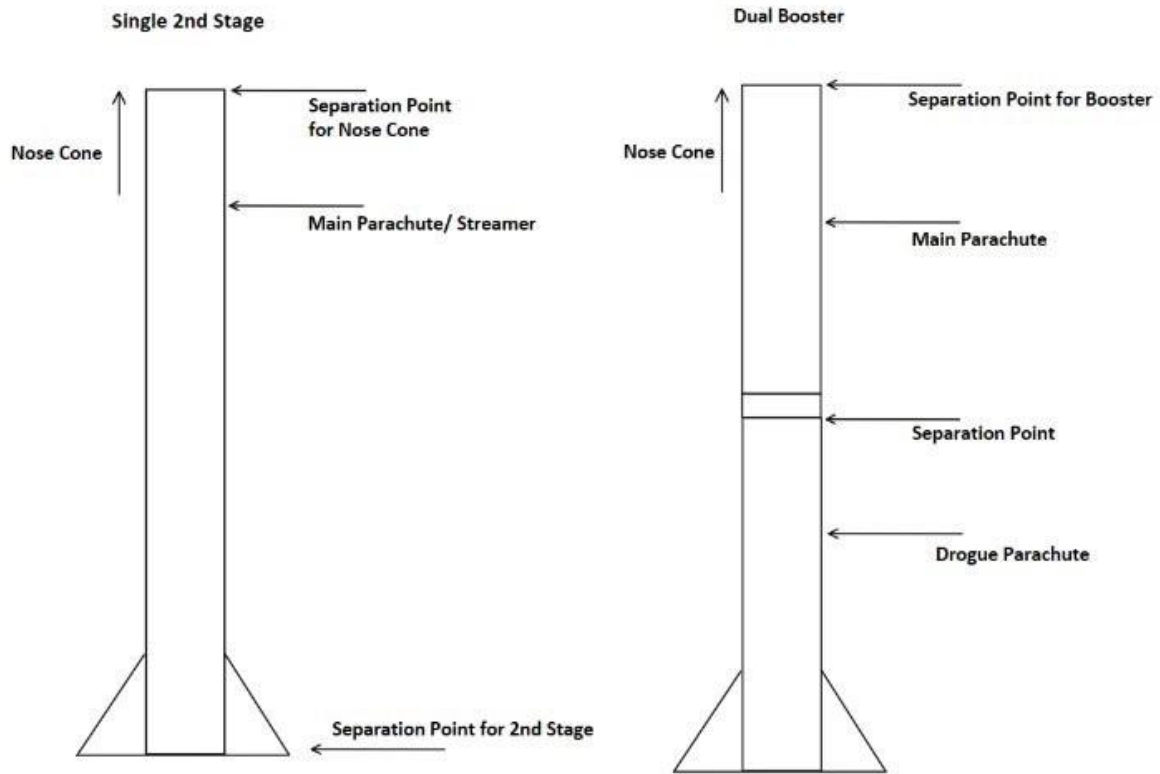 Single 2nd Stage
Separation Point
for Nose Cone
Nose Cone
Main Parachute/ Streamer
Separation Point for 2nd Stage
Dual Booster
Separation Point for Booster
Nose Cone
Main Parachute
Separation Point
Drogue Parachute